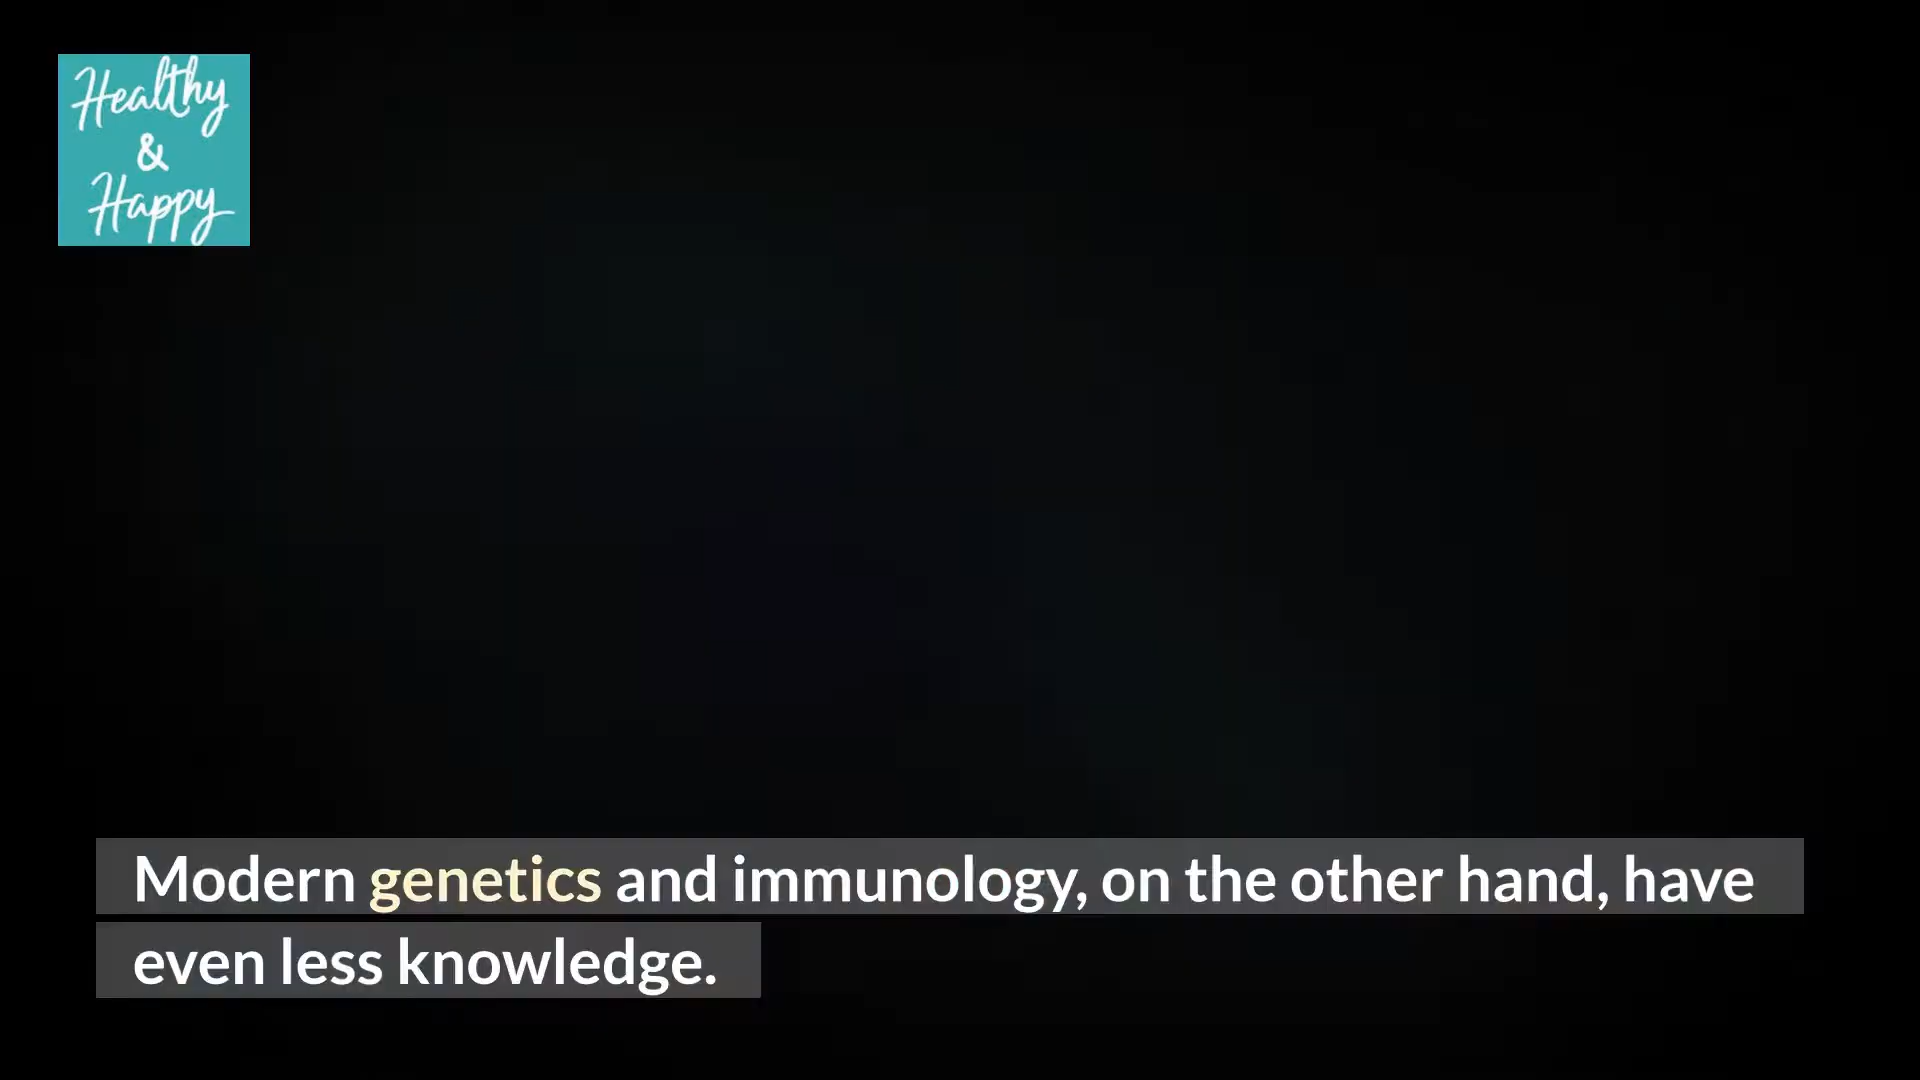 Healthy
&
Happy
Modern genetics and immunology, on the other hand, have
even less knowledge.